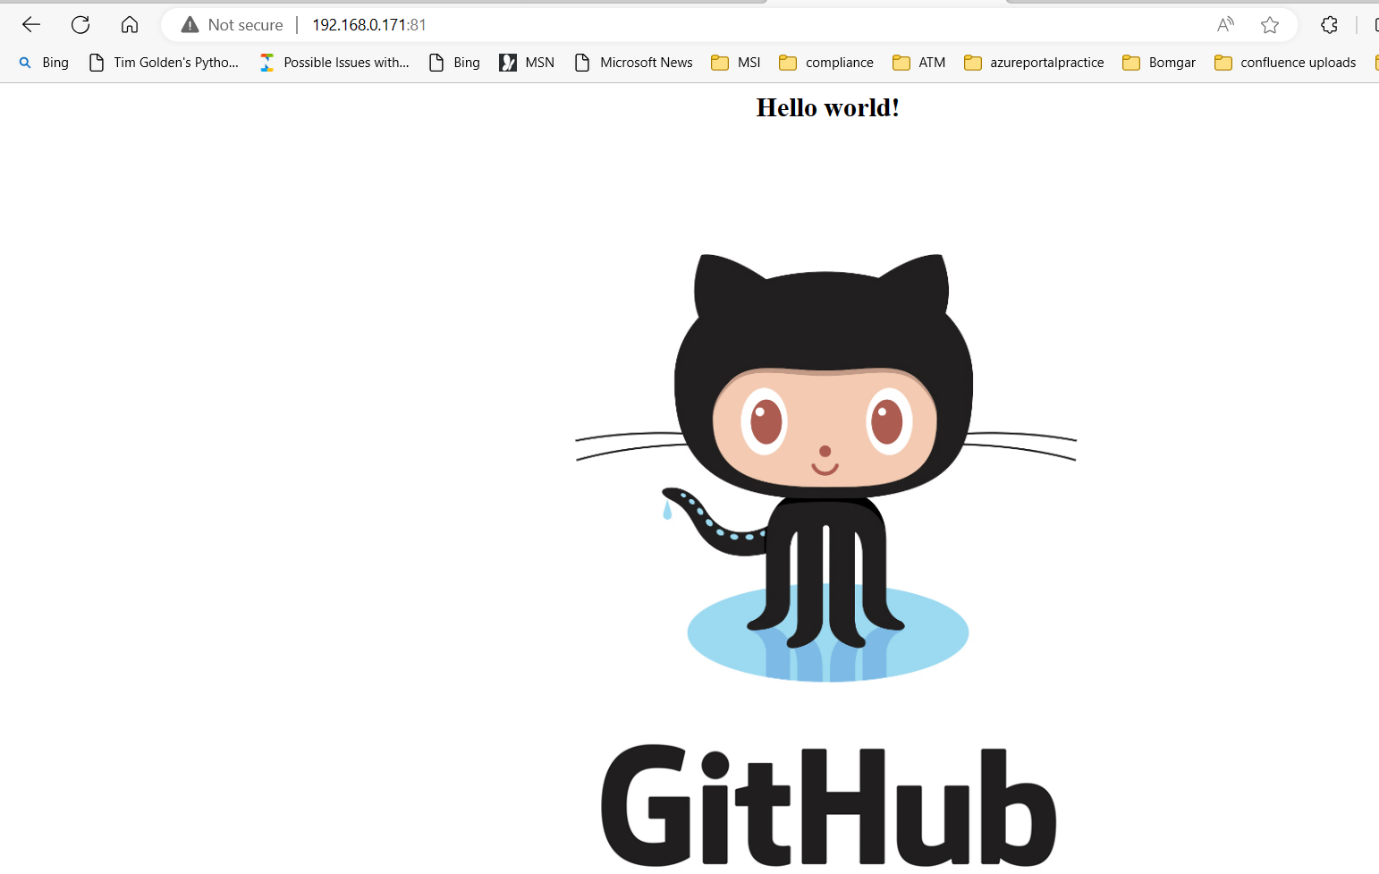 Not secure | 192.168.0.171:81
Bing Tim Golden's Pytho... Possible Issues with... Bing MSN Microsoft News MSI compliance ATM azureportalpractice Bomgar confluence uploads
Hello world!
GitHub